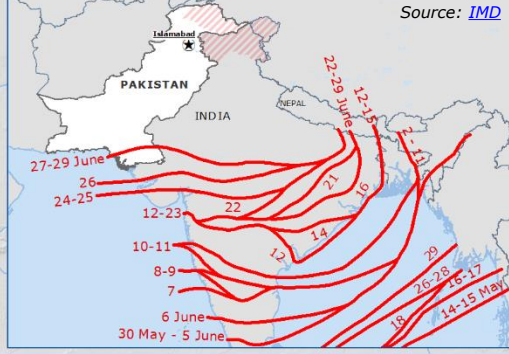 Source: IMD
Islamabad
PAKISTAN
INDIA
NEPAL
22-29 June
12-15
2 - 11
27-29 June
26
24-25
22
21
16
12-23
14
12
10-11
8-9
7
6 June
30 May - 5 June
29
26-28
16-17
18
14-15 May